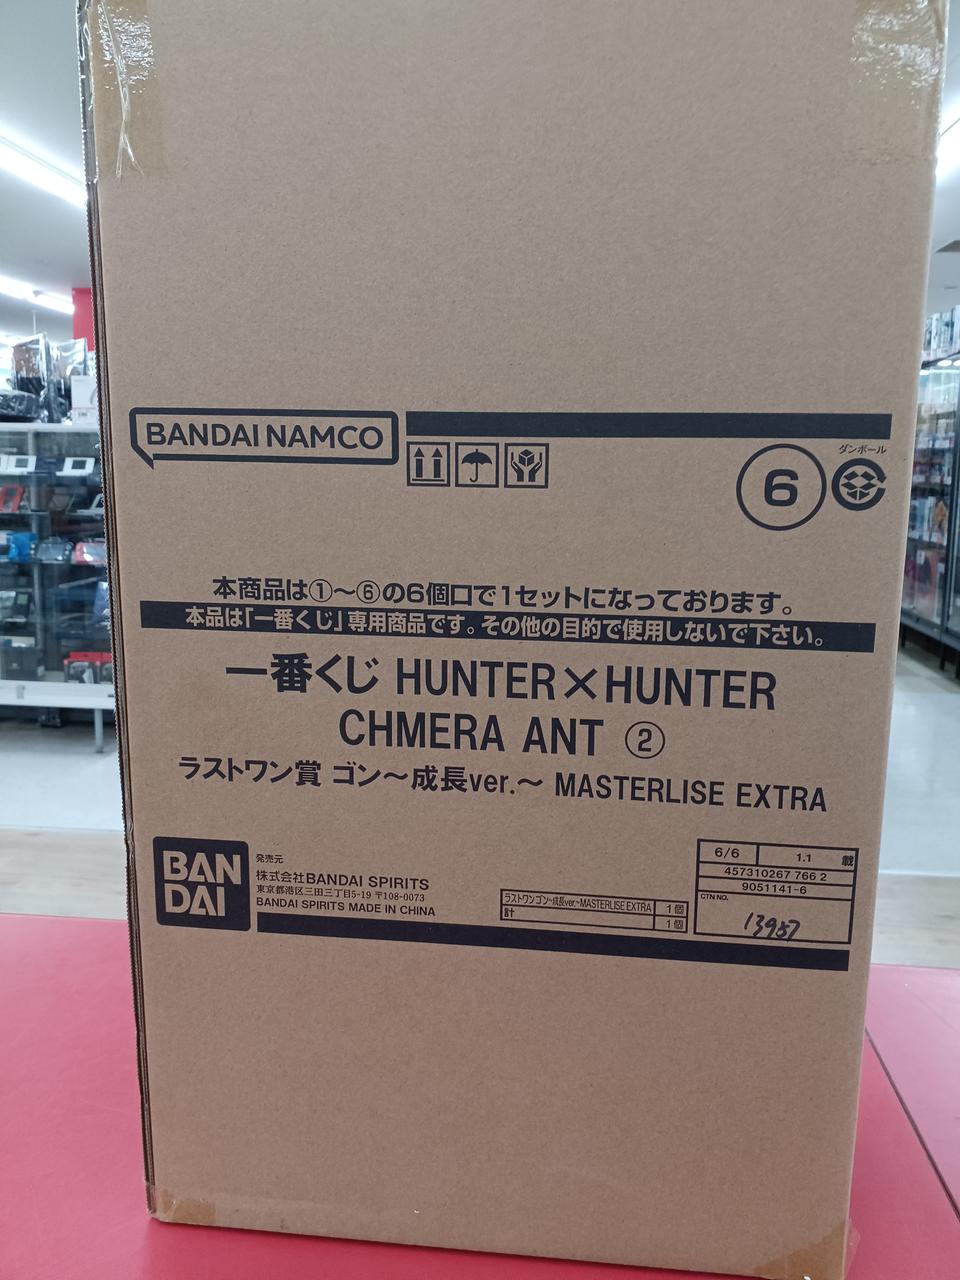 BANDAI NAMCO
6
ダンボール
本商品は①～⑥の6個口で1セットになっております。
本品は「一番くじ」専用商品です。その他の目的で使用しないで下さい。
一番くじ HUNTER×HUNTER
CHMERA ANT ②
ラストワン賞 ゴン～成長ver.～ MASTERLISE EXTRA
BAN
DAI
発売元
株式会社BANDAI SPIRITS
東京都港区三田三丁目5-19 〒108-0073
BANDAI SPIRITS MADE IN CHINA
ラストワン ゴン～成長ver.～MASTERLISE EXTRA 1個
計 1個
6/6 1.1 載
457310267 766 2
9051141-6
CTN NO.
13987